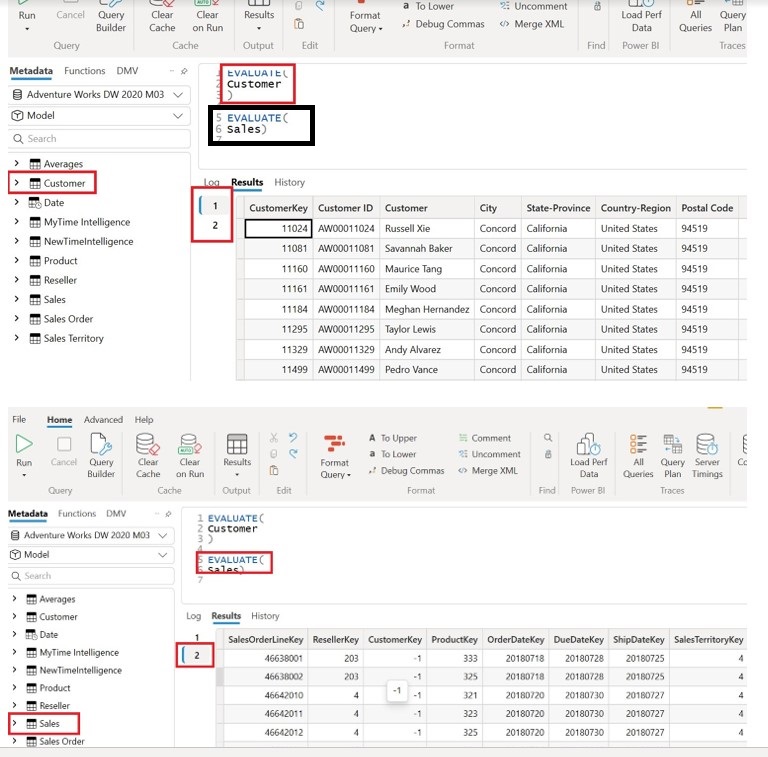 Run Cancel Query Builder Clear Cache Clear on Run Results Format Query a To Lower Debug Commas Uncomment Merge XML Load Perf Data All Queries Query Plan
Query Cache Output Edit Format Find Power BI Traces
Metadata Functions DMV
Adventure Works DW 2020 M03
Model
Search
Averages
Customer
Date
MyTime Intelligence
NewTimeIntelligence
Product
Reseller
Sales
Sales Order
Sales Territory
1 EVALUATE(
2 Customer
3 )
5 EVALUATE(
6 Sales)
7
Log Results History
1
2
CustomerKey Customer ID Customer City State-Province Country-Region Postal Code
11024 AW00011024 Russell Xie Concord California United States 94519
11081 AW00011081 Savannah Baker Concord California United States 94519
11160 AW00011160 Maurice Tang Concord California United States 94519
11161 AW00011161 Emily Wood Concord California United States 94519
11184 AW00011184 Meghan Hernandez Concord California United States 94519
11295 AW00011295 Taylor Lewis Concord California United States 94519
11329 AW00011329 Andy Alvarez Concord California United States 94519
11499 AW00011499 Pedro Vance Concord California United States 94519
File Home Advanced Help
Run Cancel Query Builder Clear Cache Clear on Run Results Format Query A To Upper a To Lower Debug Commas Comment Uncomment Merge XML Load Perf Data All Queries Query Plan Server Timings
Query Cache Output Edit Format Find Power BI Traces
Metadata Functions DMV
Adventure Works DW 2020 M03
Model
Search
Averages
Customer
Date
MyTime Intelligence
NewTimeIntelligence
Product
Reseller
Sales
Sales Order
1 EVALUATE(
2 Customer
3 )
4
5 EVALUATE(
6 Sales)
7
Log Results History
1
2
SalesOrderLineKey ResellerKey CustomerKey ProductKey OrderDateKey DueDateKey ShipDateKey SalesTerritoryKey
46638001 203 -1 333 20180718 20180728 20180725 4
46638002 203 325 20180718 20180728 20180725 4
46642010 4 -1 -1 321 20180720 20180730 20180727 4
46642011 4 -1 323 20180720 20180730 20180727 4
46642012 4 -1 325 20180720 20180730 20180727 4